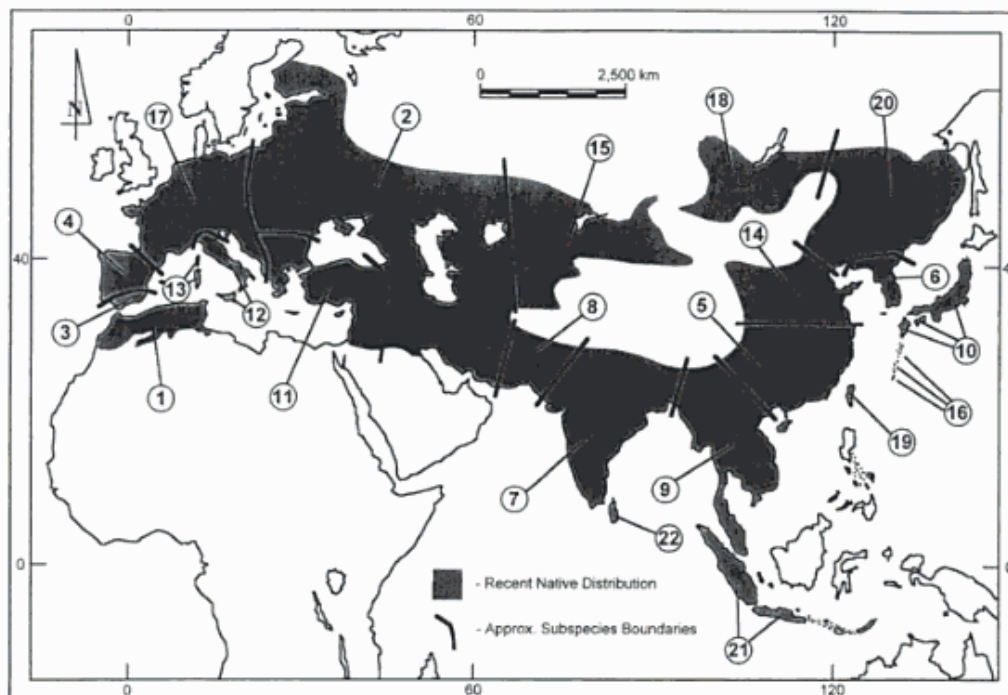 0 60 120
0 2,500 km
N
17 2 18 20
15
4
40 40
14
13 12 8 5 6
3
10
1 11 16
19
7 9
22
0 0
- Recent Native Distribution
- Approx. Subspecies Boundaries
21
0 60 120